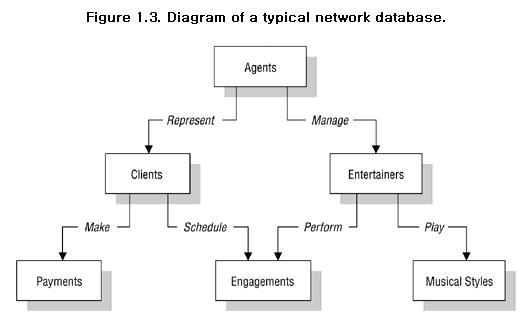 Figure 1.3. Diagram of a typical network database.
Agents
Represent
Manage
Clients
Entertainers
Make
Schedule
Perform
Play
Payments
Engagements
Musical Styles